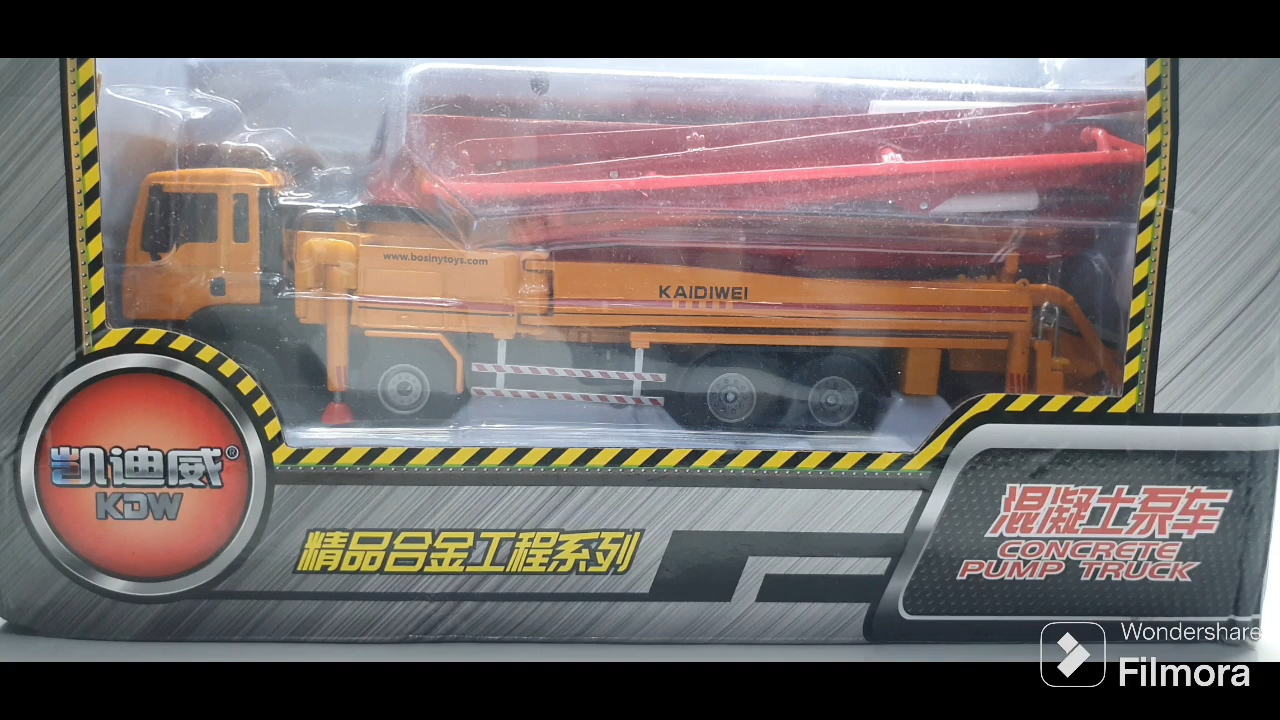 www.bosinytoys.com
KAIDIWEI
凯迪威®
KDW
精品合金工程系列
混凝土泵车
CONCRETE
PUMP TRUCK
Wondershare
Filmora